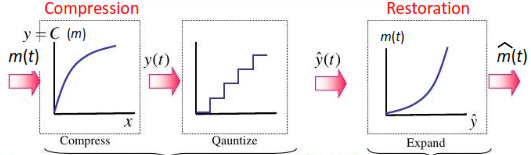 Compression
Restoration
y = C (m)
m(t)
m(t)
y(t)
ŷ(t)
m̂(t)
x
ŷ
Compress
Qauntize
Expand